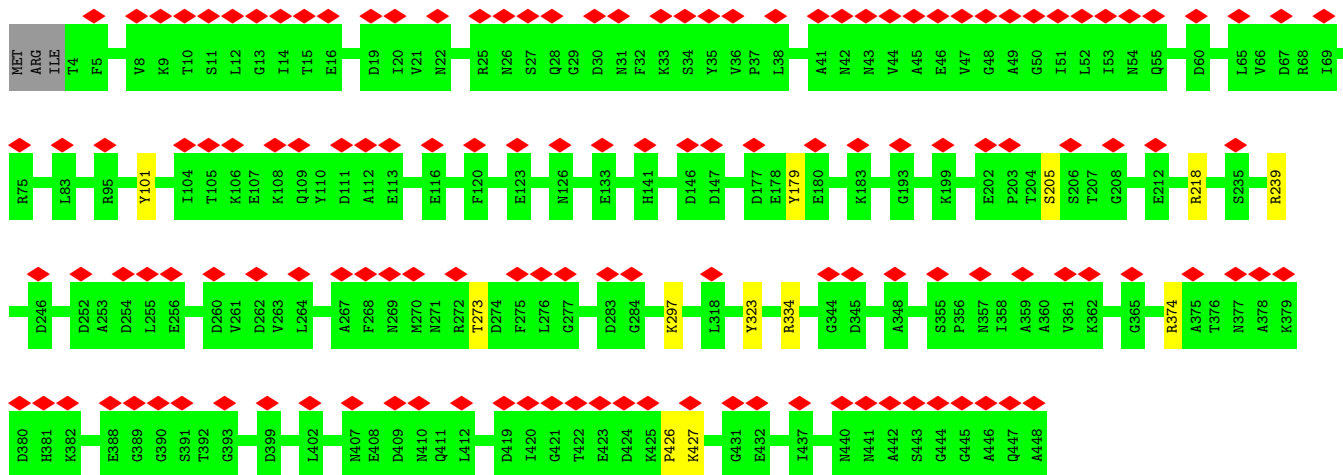 MET ARG ILE T4 F5 V8 K9 T10 S11 L12 G13 I14 T15 E16 D19 I20 V21 N22 R25 N26 S27 Q28 G29 D30 N31 F32 K33 S34 Y35 V36 P37 L38 A41 N42 N43 V44 A45 E46 V47 G48 A49 G50 I51 L52 I53 N54 Q55 D60 L65 V66 D67 R68 I69
R75 L83 R95 Y101 I104 T105 K106 E107 K108 Q109 Y110 D111 A112 E113 E116 F120 E123 N126 E133 H141 D146 D147 D177 E178 Y179 E180 K183 G193 K199 E202 P203 T204 S205 S206 T207 G208 E212 R218 S235 R239
D246 D252 A253 D254 L255 E256 D260 V261 D262 V263 L264 A267 F268 N269 M270 N271 R272 T273 D274 F275 L276 G277 D283 G284 K297 L318 Y323 R334 G344 D345 A348 S355 P356 N357 I358 A359 A360 V361 K362 G365 R374 A375 T376 N377 A378 K379
D380 H381 K382 E388 G389 G390 S391 T392 G393 D399 L402 N407 E408 D409 N410 Q411 L412 D419 I420 G421 T422 E423 D424 K425 P426 K427 G431 E432 I437 N440 N441 A442 S443 G444 G445 A446 Q447 A448